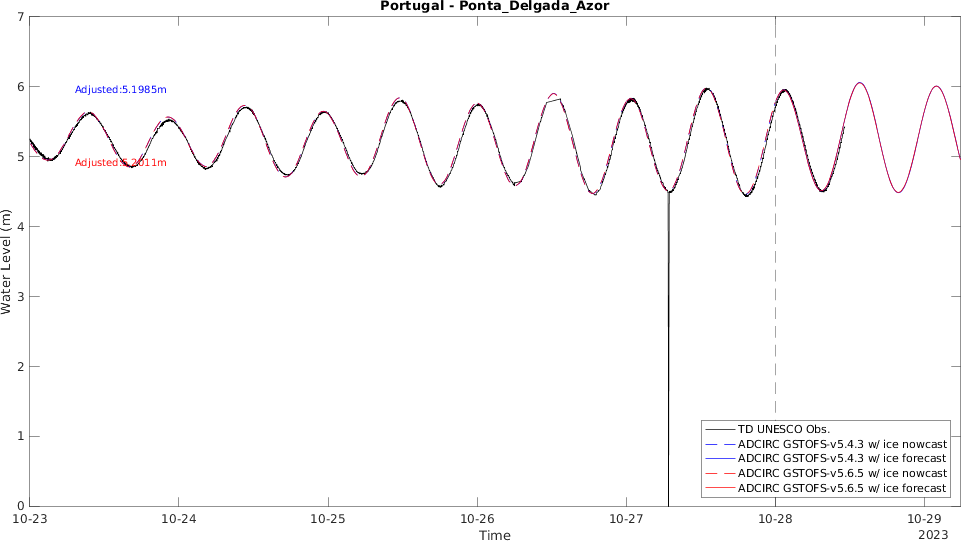 Portugal - Ponta_Delgada_Azor
7
6
5
4
3
2
1
0
Water Level (m)
Adjusted:5.1985m
Adjusted:5.2011m
TD UNESCO Obs.
ADCIRC GSTOFS-v5.4.3 w/ ice nowcast
ADCIRC GSTOFS-v5.4.3 w/ ice forecast
ADCIRC GSTOFS-v5.6.5 w/ ice nowcast
ADCIRC GSTOFS-v5.6.5 w/ ice forecast
10-23 10-24 10-25 10-26 10-27 10-28 10-29
Time
2023